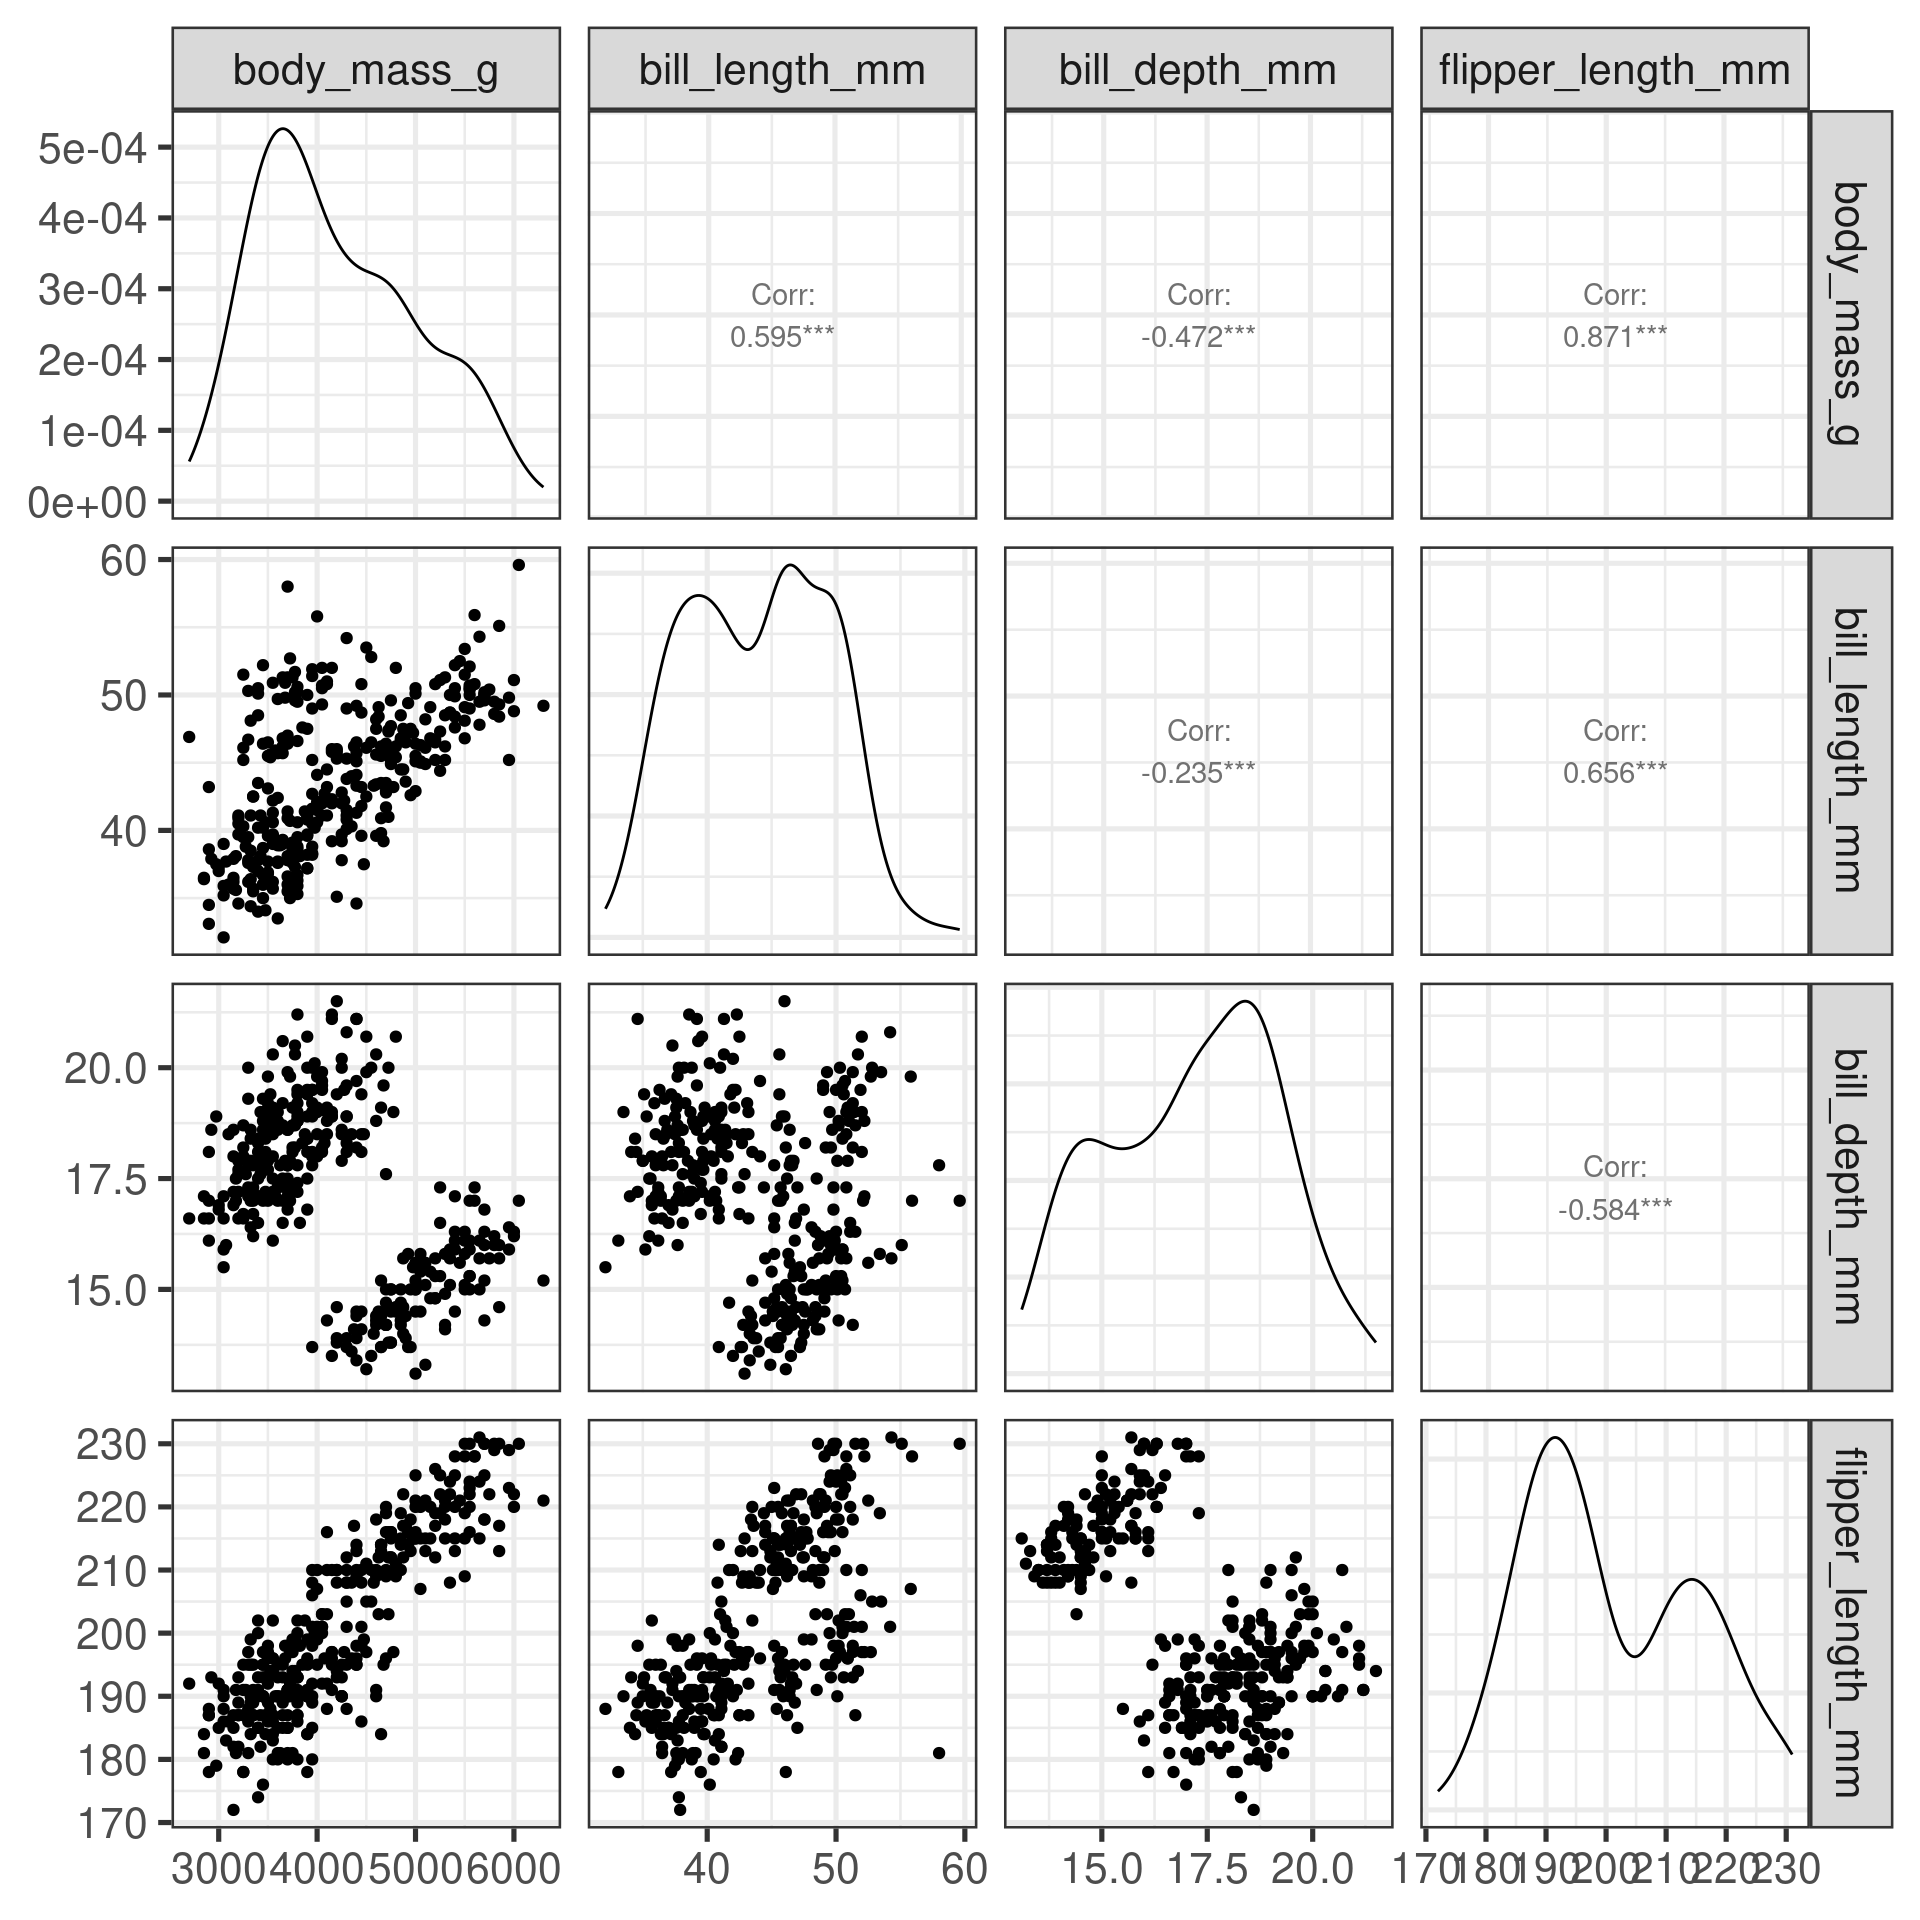 body_mass_g
bill_length_mm
bill_depth_mm
flipper_length_mm
5e-04
4e-04
3e-04
2e-04
1e-04
0e+00
Corr:
0.595***
Corr:
-0.472***
Corr:
0.871***
body_mass_g
60
50
40
Corr:
-0.235***
Corr:
0.656***
bill_length_mm
20.0
17.5
15.0
Corr:
-0.584***
bill_depth_mm
230
220
210
200
190
180
170
flipper_length_mm
3000 4000 5000 6000
40 50 60
15.0 17.5 20.0
170 180 190 200 210 220 230